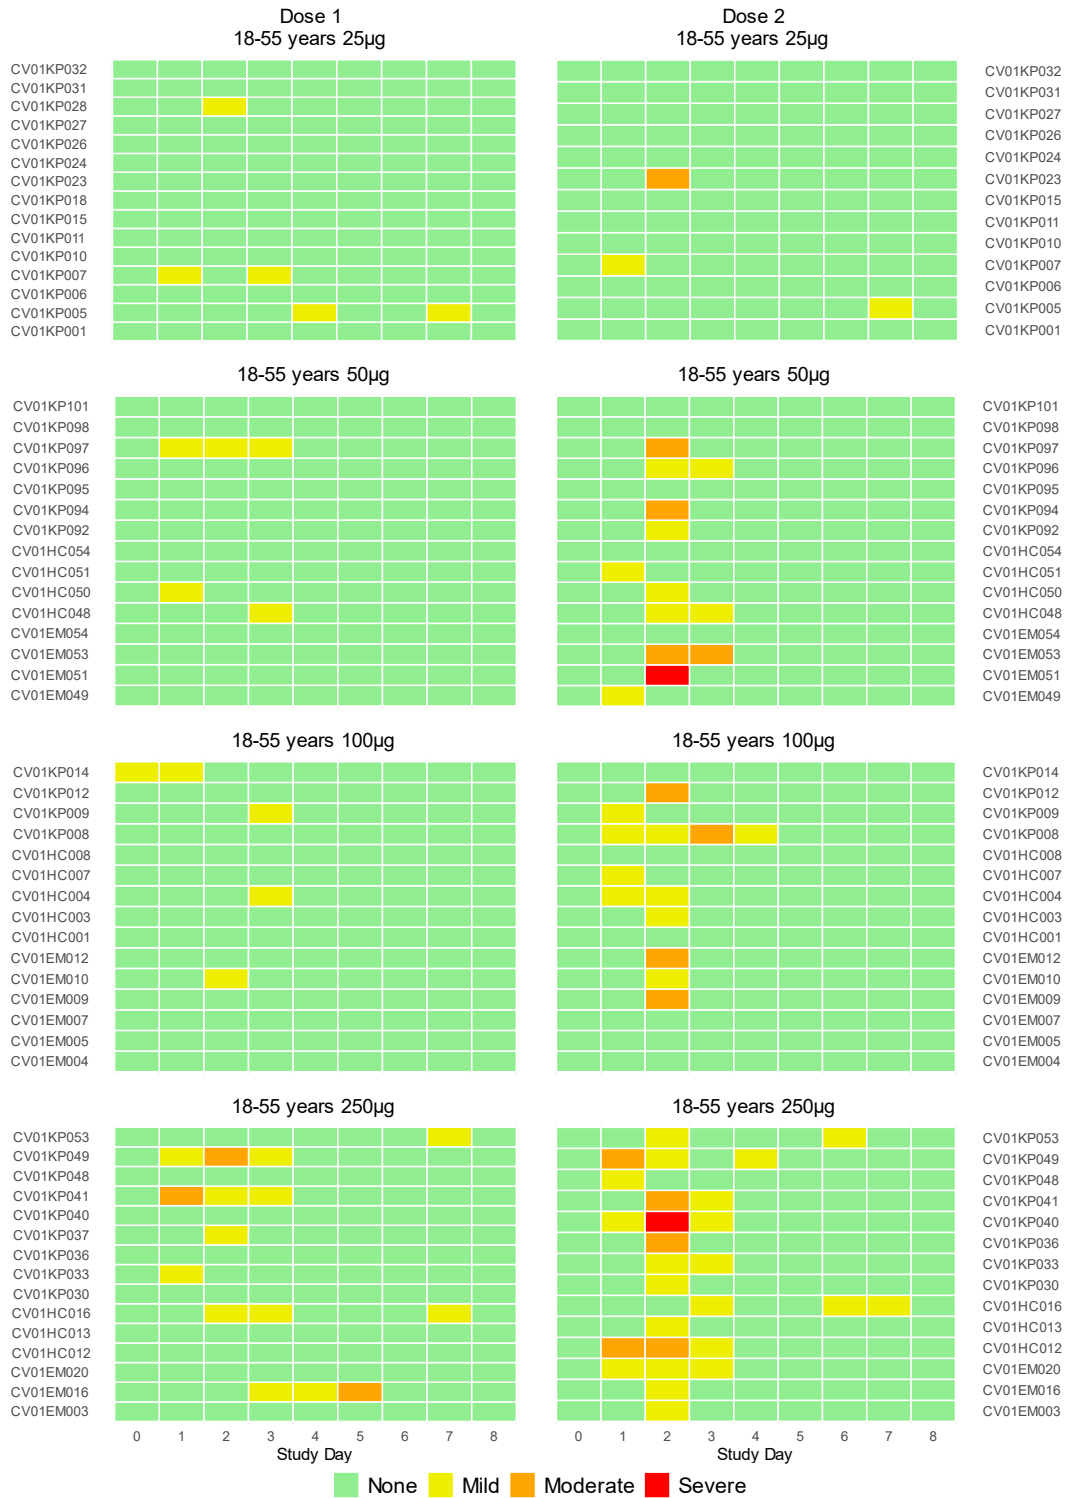 Dose 1
18-55 years 25µg
Dose 2
18-55 years 25µg
CV01KP032
CV01KP031
CV01KP028
CV01KP027
CV01KP026
CV01KP024
CV01KP023
CV01KP018
CV01KP015
CV01KP011
CV01KP010
CV01KP007
CV01KP006
CV01KP005
CV01KP001
CV01KP032
CV01KP031
CV01KP027
CV01KP026
CV01KP024
CV01KP023
CV01KP015
CV01KP011
CV01KP010
CV01KP007
CV01KP006
CV01KP005
CV01KP001
18-55 years 50µg
18-55 years 50µg
CV01KP101
CV01KP098
CV01KP097
CV01KP096
CV01KP095
CV01KP094
CV01KP092
CV01HC054
CV01HC051
CV01HC050
CV01HC048
CV01EM054
CV01EM053
CV01EM051
CV01EM049
CV01KP101
CV01KP098
CV01KP097
CV01KP096
CV01KP095
CV01KP094
CV01KP092
CV01HC054
CV01HC051
CV01HC050
CV01HC048
CV01EM054
CV01EM053
CV01EM051
CV01EM049
18-55 years 100µg
18-55 years 100µg
CV01KP014
CV01KP012
CV01KP009
CV01KP008
CV01HC008
CV01HC007
CV01HC004
CV01HC003
CV01HC001
CV01EM012
CV01EM010
CV01EM009
CV01EM007
CV01EM005
CV01EM004
CV01KP014
CV01KP012
CV01KP009
CV01KP008
CV01HC008
CV01HC007
CV01HC004
CV01HC003
CV01HC001
CV01EM012
CV01EM010
CV01EM009
CV01EM007
CV01EM005
CV01EM004
18-55 years 250µg
18-55 years 250µg
CV01KP053
CV01KP049
CV01KP048
CV01KP041
CV01KP040
CV01KP037
CV01KP036
CV01KP033
CV01KP030
CV01HC016
CV01HC013
CV01HC012
CV01EM020
CV01EM016
CV01EM003
CV01KP053
CV01KP049
CV01KP048
CV01KP041
CV01KP040
CV01KP036
CV01KP033
CV01KP030
CV01HC016
CV01HC013
CV01HC012
CV01EM020
CV01EM016
CV01EM003
0 1 2 3 4 5 6 7 8
Study Day
0 1 2 3 4 5 6 7 8
Study Day
None Mild Moderate Severe